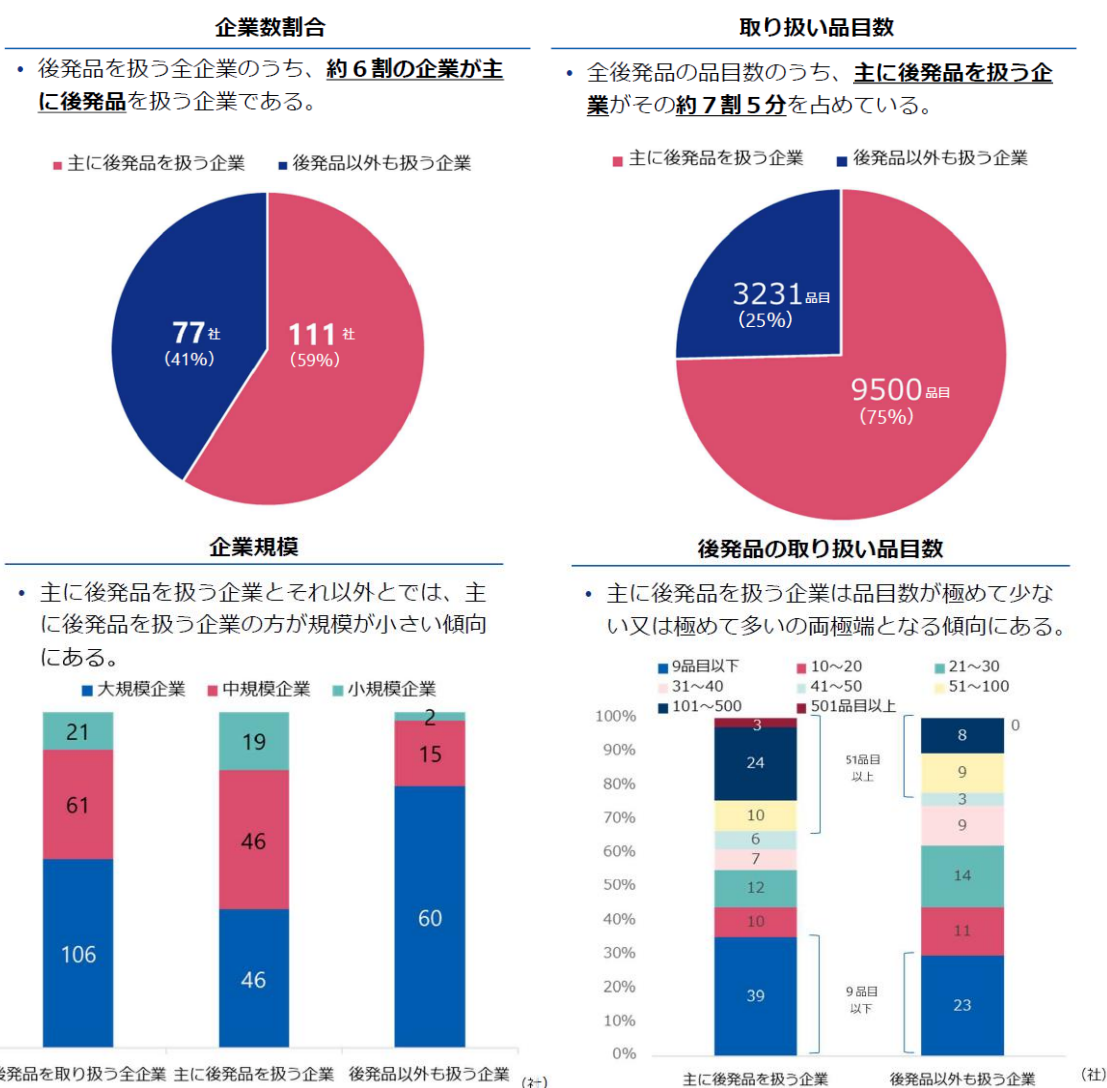 企業数割合
• 後発品を扱う全企業のうち、約６割の企業が主
に後発品を扱う企業である。
■ 主に後発品を扱う企業 ■ 後発品以外も扱う企業
77社
（41%）
111 社
（59%）
取り扱い品目数
• 全後発品の品目数のうち、主に後発品を扱う企
業がその約７割５分を占めている。
■ 主に後発品を扱う企業 ■ 後発品以外も扱う企業
3231品目
（25%）
9500品目
（75%）
企業規模
• 主に後発品を扱う企業とそれ以外とでは、主
に後発品を扱う企業の方が規模が小さい傾向
にある。
■大規模企業 ■中規模企業 ■小規模企業
21
61
106
19
46
46
2
15
60
後発品を取り扱う全企業 主に後発品を扱う企業 後発品以外も扱う企業 （社）
後発品の取り扱い品目数
• 主に後発品を扱う企業は品目数が極めて少な
い又は極めて多いの両極端となる傾向にある。
■9品目以下 ■10～20 ■21～30
■31～40 ■41～50 ■51～100
■101～500 ■501品目以上
100%
90%
80%
70%
60%
50%
40%
30%
20%
10%
0%
3
24
10
6
7
12
10
39
51品目
以上
9品目
以下
0
8
9
3
9
14
11
23
主に後発品を扱う企業 後発品以外も扱う企業 （社）